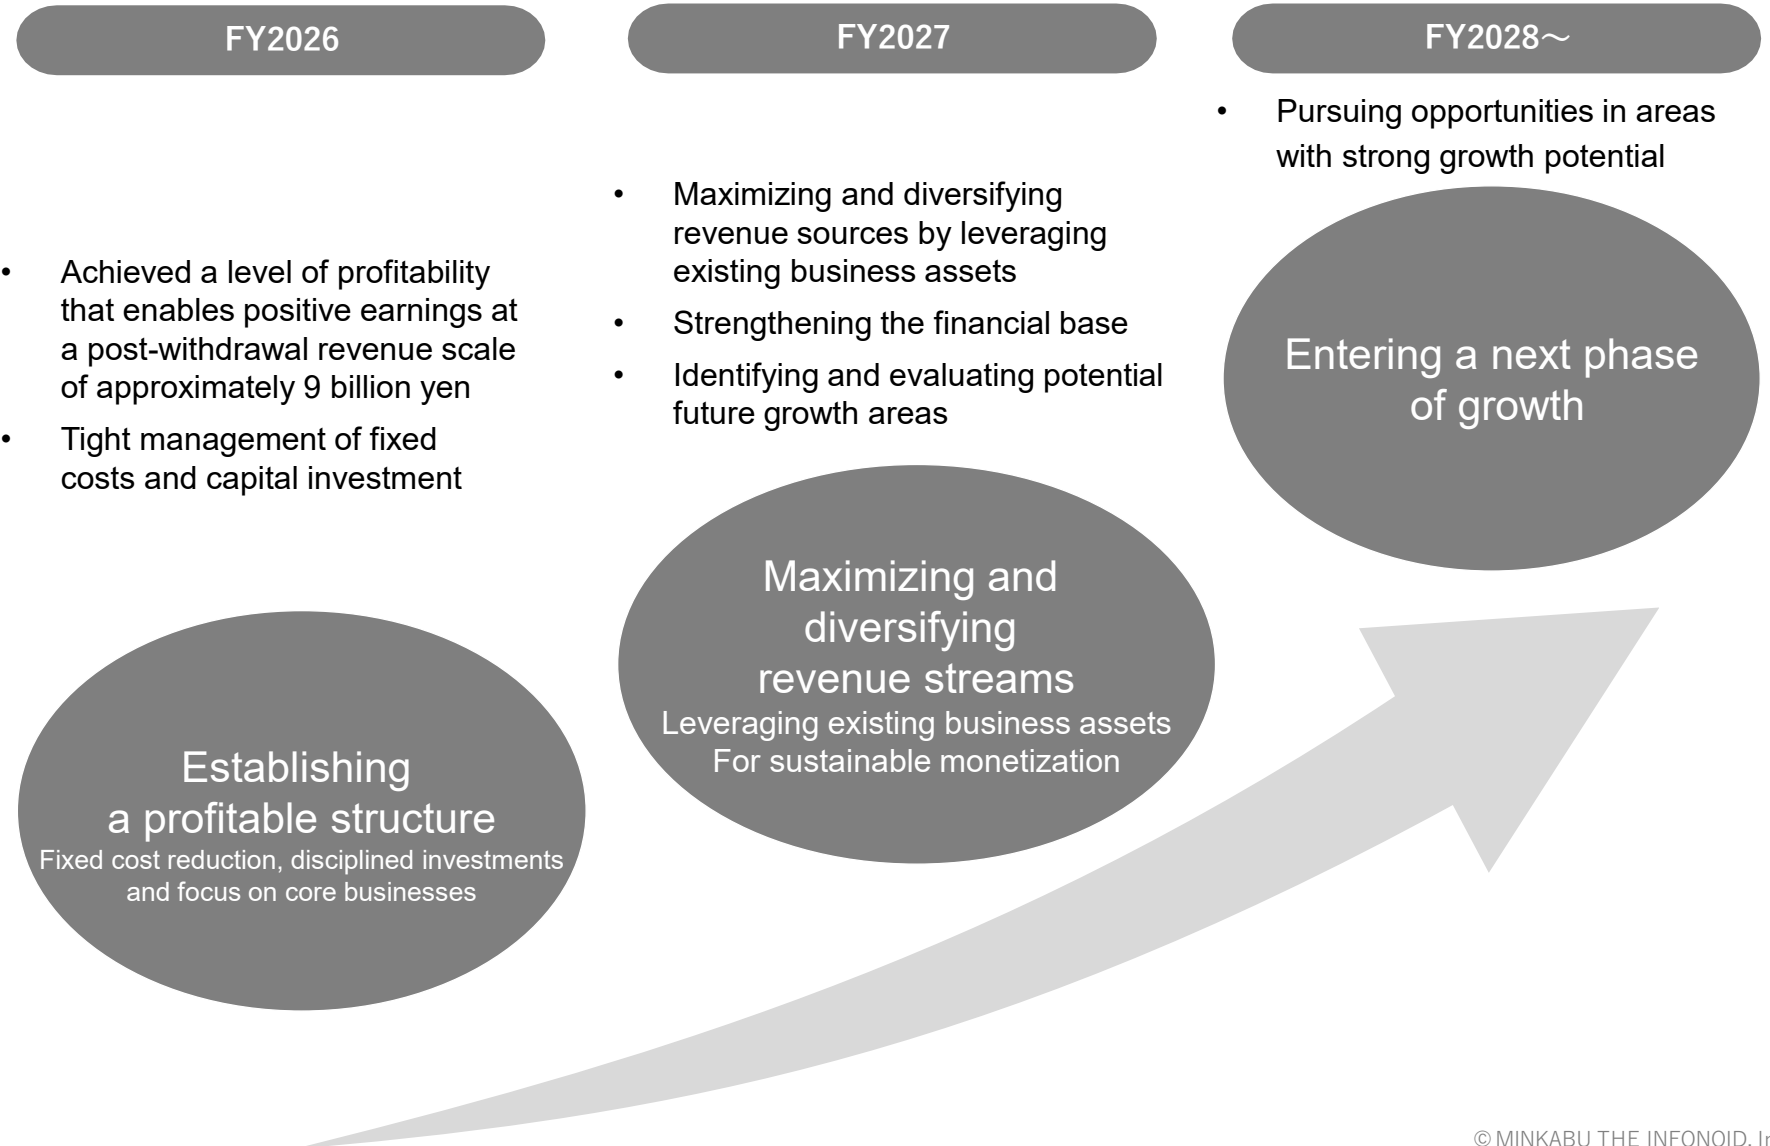 FY2026
FY2027
FY2028～
• Achieved a level of profitability
that enables positive earnings at
a post-withdrawal revenue scale
of approximately 9 billion yen
• Tight management of fixed
costs and capital investment
Establishing
a profitable structure
Fixed cost reduction, disciplined investments
and focus on core businesses
• Maximizing and diversifying
revenue sources by leveraging
existing business assets
• Strengthening the financial base
• Identifying and evaluating potential
future growth areas
Maximizing and
diversifying
revenue streams
Leveraging existing business assets
For sustainable monetization
• Pursuing opportunities in areas
with strong growth potential
Entering a next phase
of growth
© MINKABU THE INFONOID,